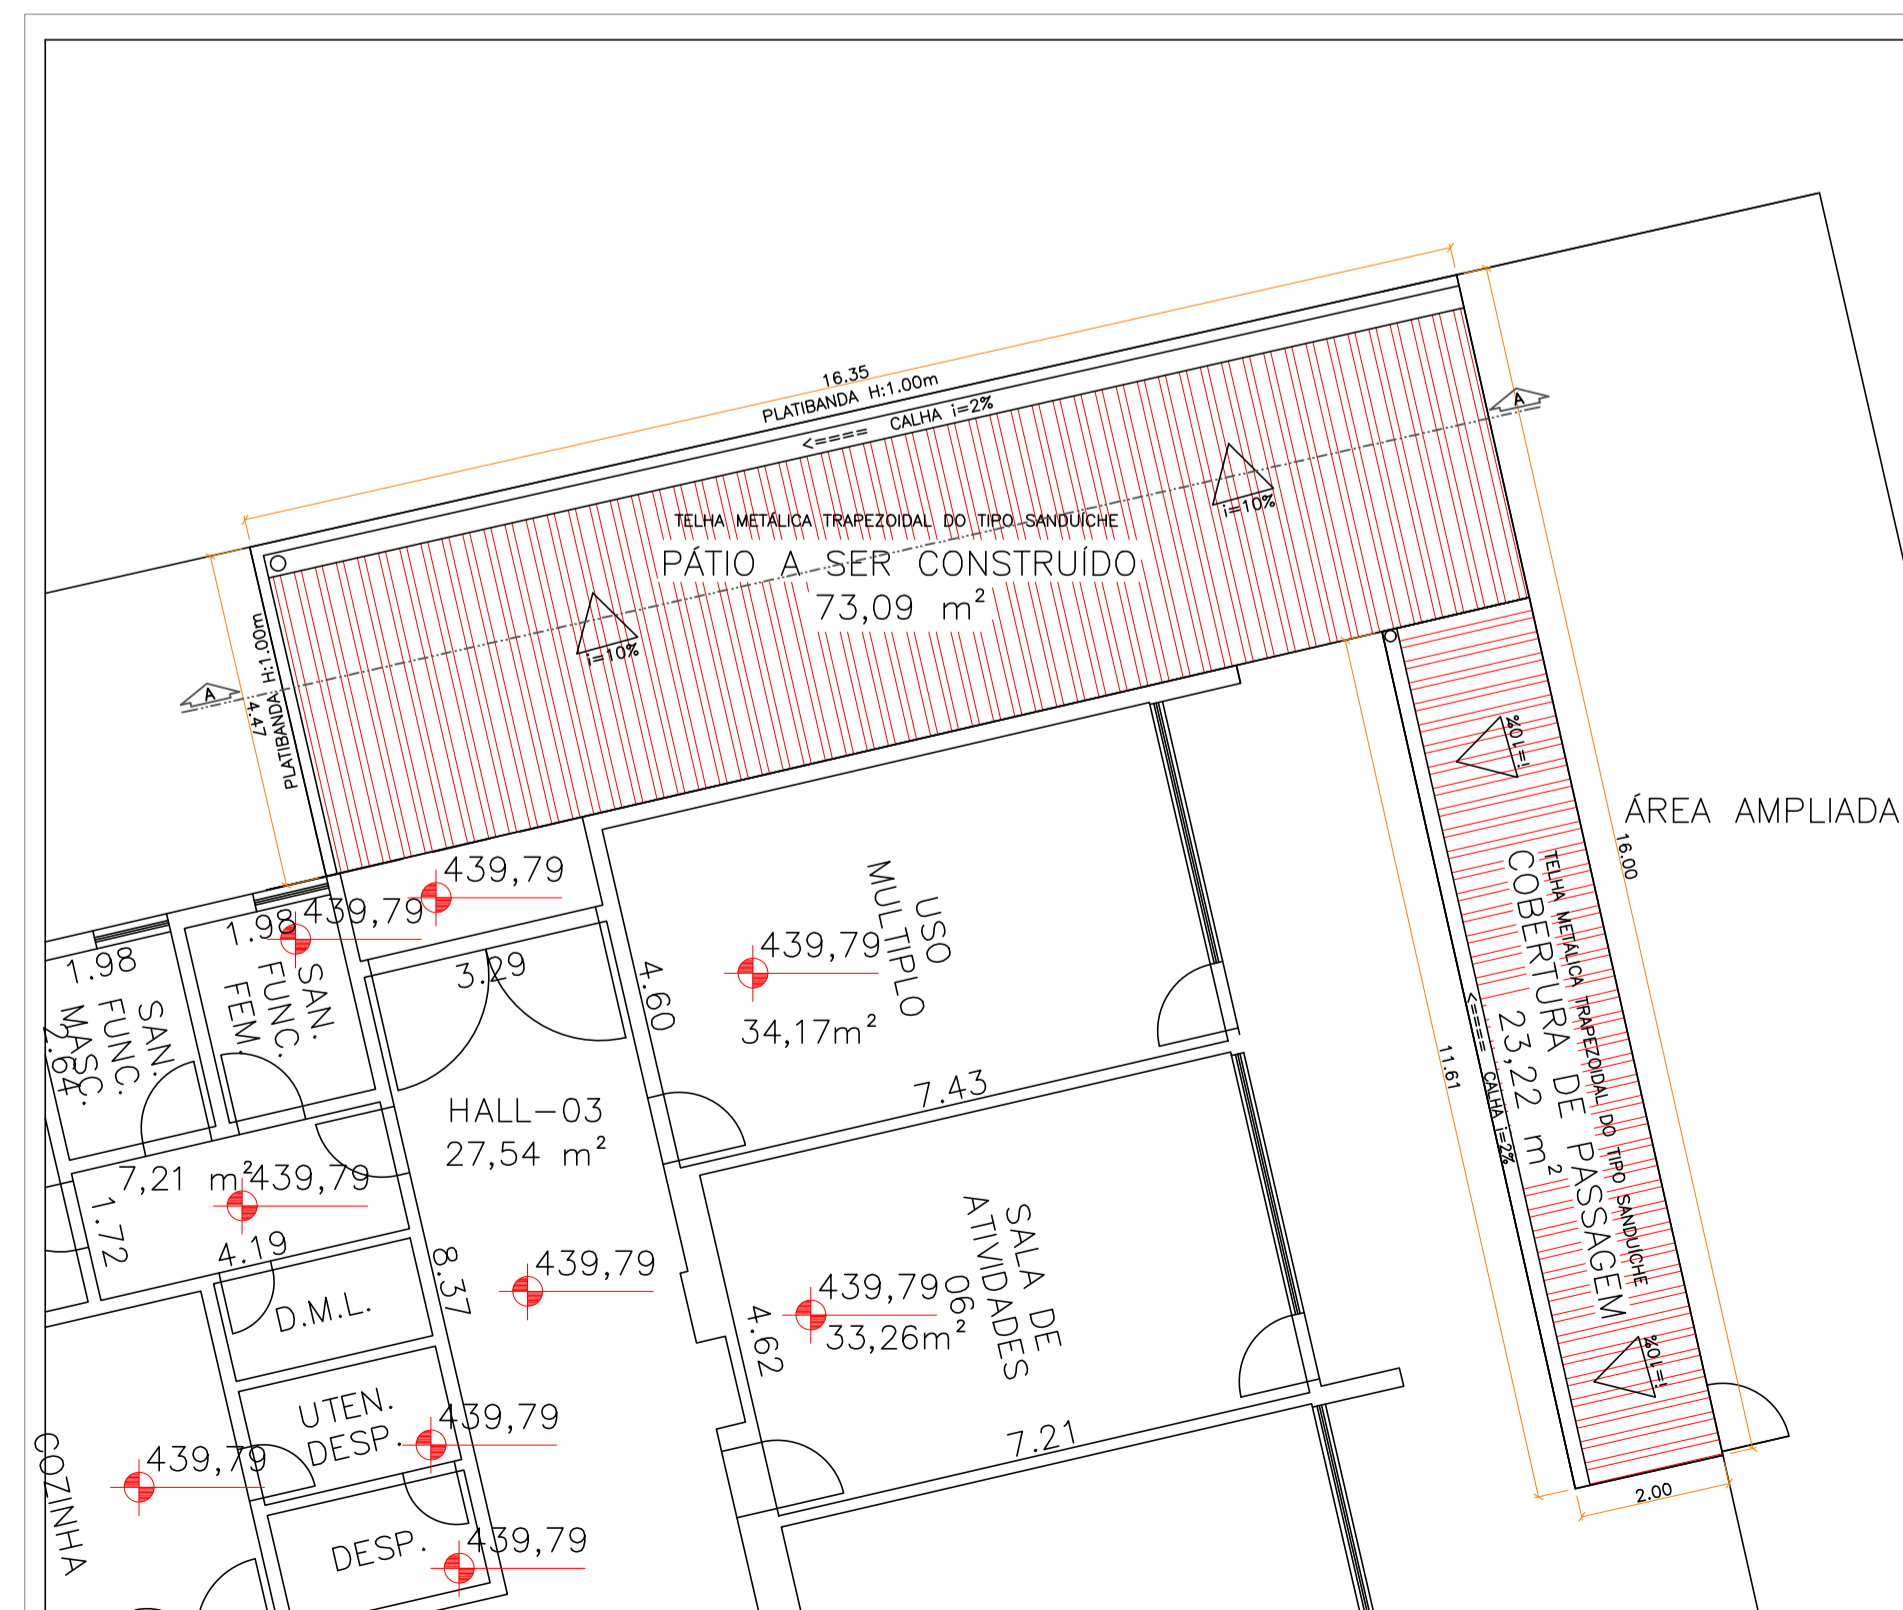 16.35
PLATIBANDA H:1.00m
<==== CALHA i=2%
A
i=10%
TELHA METÁLICA TRAPEZOIDAL DO TIPO SANDUÍCHE
PÁTIO A SER CONSTRUÍDO
73,09 m²
i=10%
A
4.47
PLATIBANDA H:1.00m
i=10%
ÁREA AMPLIADA
16.00
TELHA METÁLICA TRAPEZOIDAL DO TIPO SANDUÍCHE
COBERTURA DE PASSAGEM
23,22 m²
<==== CALHA i=2%
11.61
i=10%
2.00
439,79
439,79
1.98
1.98
SAN.
FUNC.
FEM.
SAN.
FUNC.
MASC.
2.64
3.29
4.60
439,79
USO
MULTIPLO
34,17m²
7.43
HALL-03
27,54 m²
7,21 m²
439,79
1.72
4.19
8.37
439,79
D.M.L.
4.62
439,79
33,26m²
SALA DE
ATIVIDADES
06
7.21
UTEN.
DESP.
439,79
COZINHA
439,79
DESP.
439,79